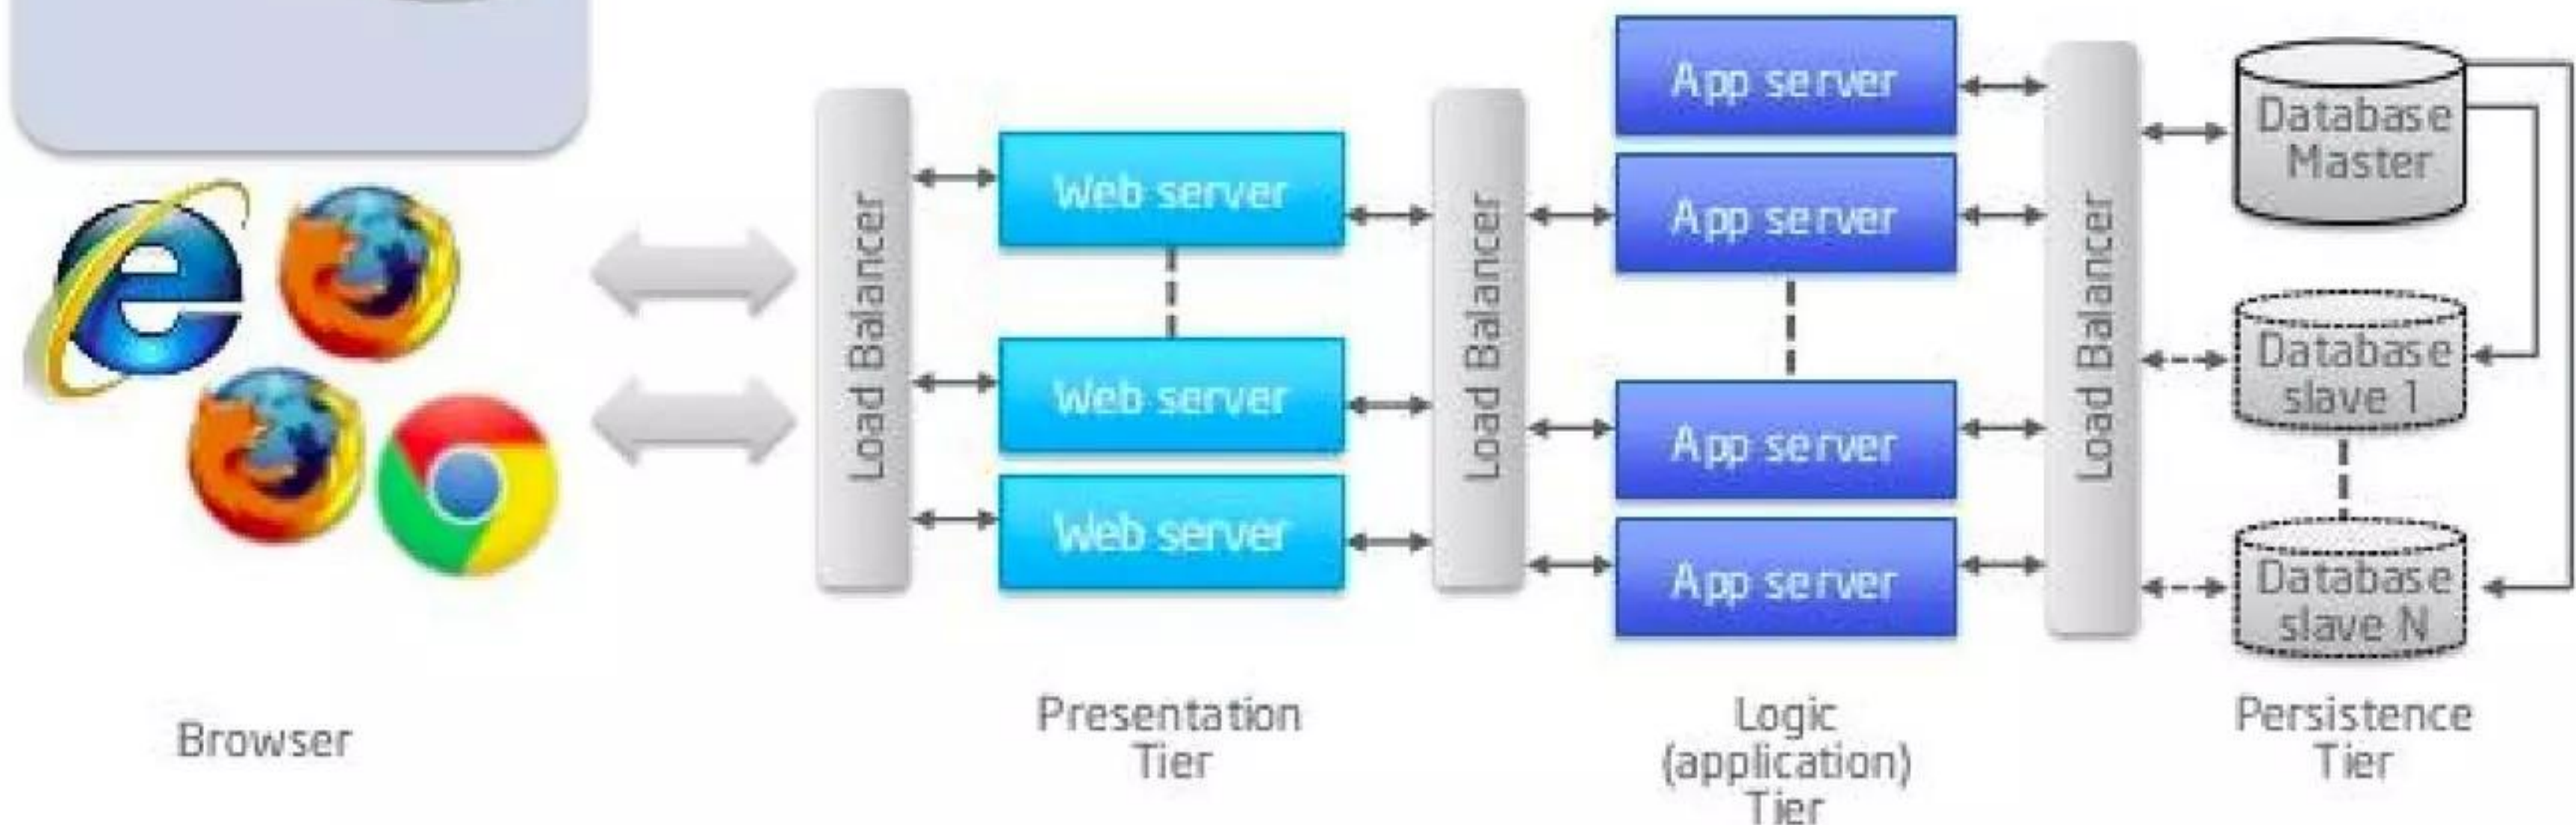 Load Balancer
Web server
Web server
Web server
Load Balancer
App server
App server
App server
App server
Load Balancer
Database
Master
Database
slave 1
Database
slave N
Browser
Presentation
Tier
Logic
(application)
Tier
Persistence
Tier